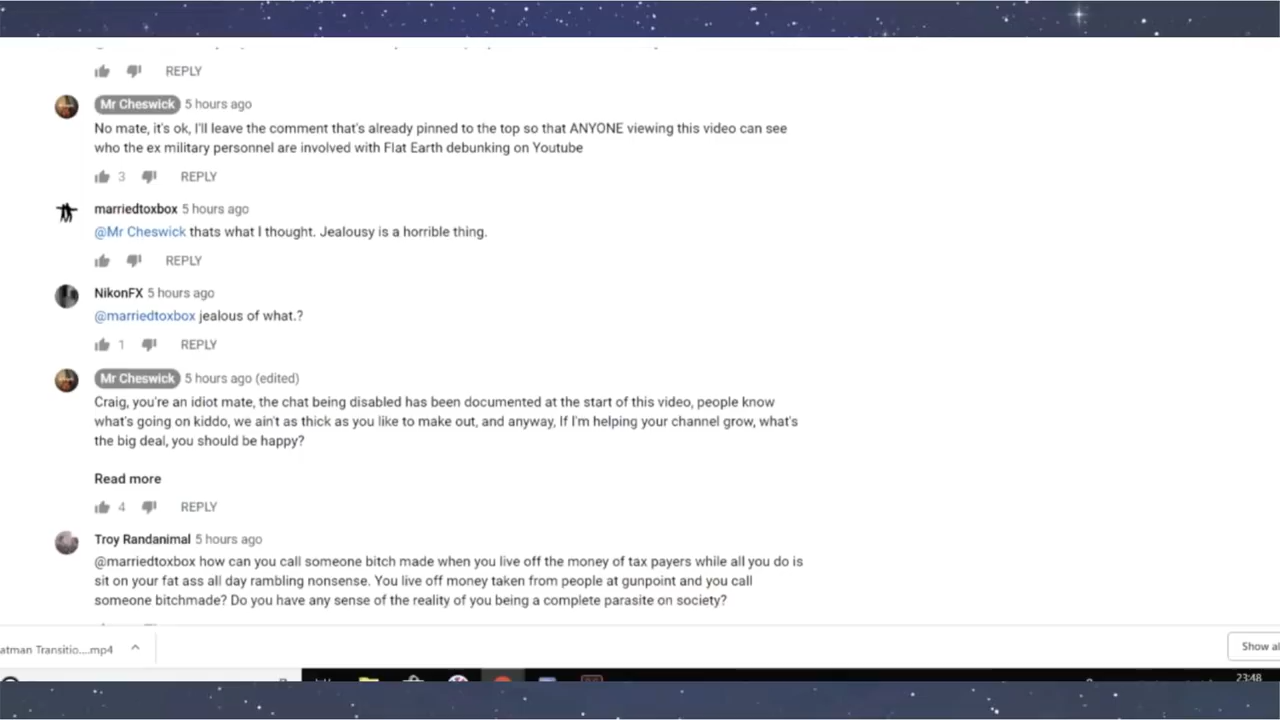 REPLY
Mr Cheswick 5 hours ago
No mate, it's ok, I'll leave the comment that's already pinned to the top so that ANYONE viewing this video can see
who the ex military personnel are involved with Flat Earth debunking on Youtube
3 REPLY
marriedtoxbox 5 hours ago
@Mr Cheswick thats what I thought. Jealousy is a horrible thing.
REPLY
NikonFX 5 hours ago
@marriedtoxbox jealous of what.?
1 REPLY
Mr Cheswick 5 hours ago (edited)
Craig, you're an idiot mate, the chat being disabled has been documented at the start of this video, people know
what's going on kiddo, we ain't as thick as you like to make out, and anyway, If I'm helping your channel grow, what's
the big deal, you should be happy?
Read more
4 REPLY
Troy Randanimal 5 hours ago
@marriedtoxbox how can you call someone bitch made when you live off the money of tax payers while all you do is
sit on your fat ass all day rambling nonsense. You live off money taken from people at gunpoint and you call
someone bitchmade? Do you have any sense of the reality of you being a complete parasite on society?
atman Transitio....mp4
Show al
23:48